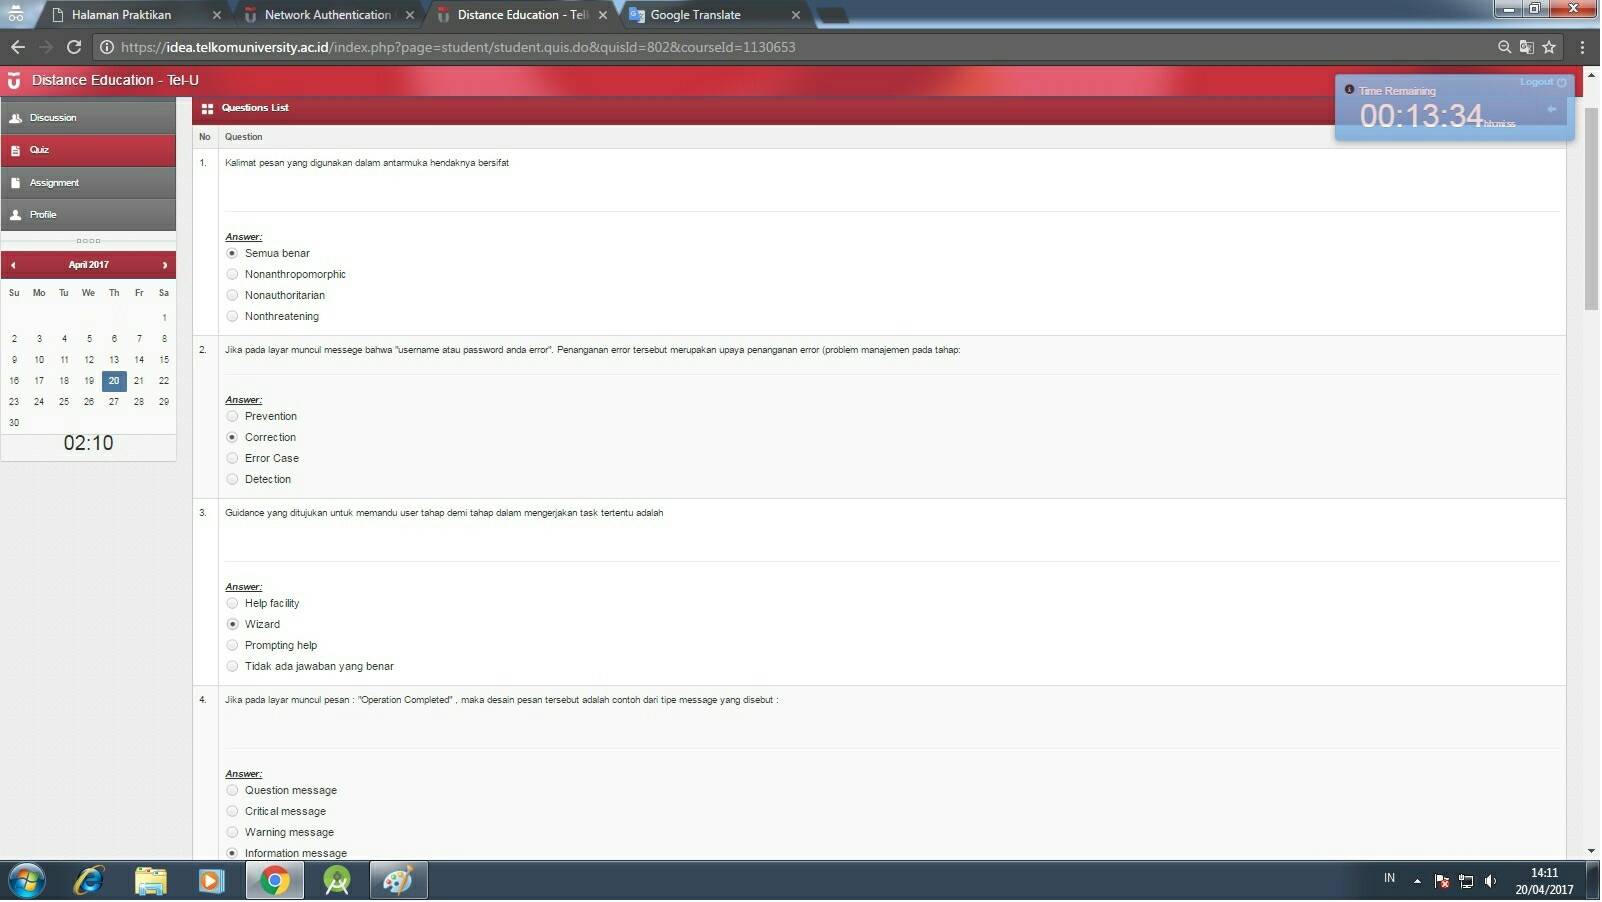 Halaman Praktikan
Network Authentication
Distance Education - Tel
Google Translate
https://idea.telkomuniversity.ac.id/index.php?page=student/student.quis.do&quisId=802&courseId=1130653
Distance Education - Tel-U
Logout
Time Remaining
00:13:34 hh:mi:ss
Discussion
Quiz
Assignment
Profile
April 2017
Su Mo Tu We Th Fr Sa
1
2 3 4 5 6 7 8
9 10 11 12 13 14 15
16 17 18 19 20 21 22
23 24 25 26 27 28 29
30
02:10
Questions List
No Question
1. Kalimat pesan yang digunakan dalam antarmuka hendaknya bersifat
Answer:
Semua benar
Nonanthropomorphic
Nonauthoritarian
Nonthreatening
2. Jika pada layar muncul messege bahwa "username atau password anda error". Penanganan error tersebut merupakan upaya penanganan error (problem manajemen pada tahap:
Answer:
Prevention
Correction
Error Case
Detection
3. Guidance yang ditujukan untuk memandu user tahap demi tahap dalam mengerjakan task tertentu adalah
Answer:
Help facility
Wizard
Prompting help
Tidak ada jawaban yang benar
4. Jika pada layar muncul pesan : "Operation Completed" , maka desain pesan tersebut adalah contoh dari tipe message yang disebut :
Answer:
Question message
Critical message
Warning message
Information message
IN
14:11
20/04/2017